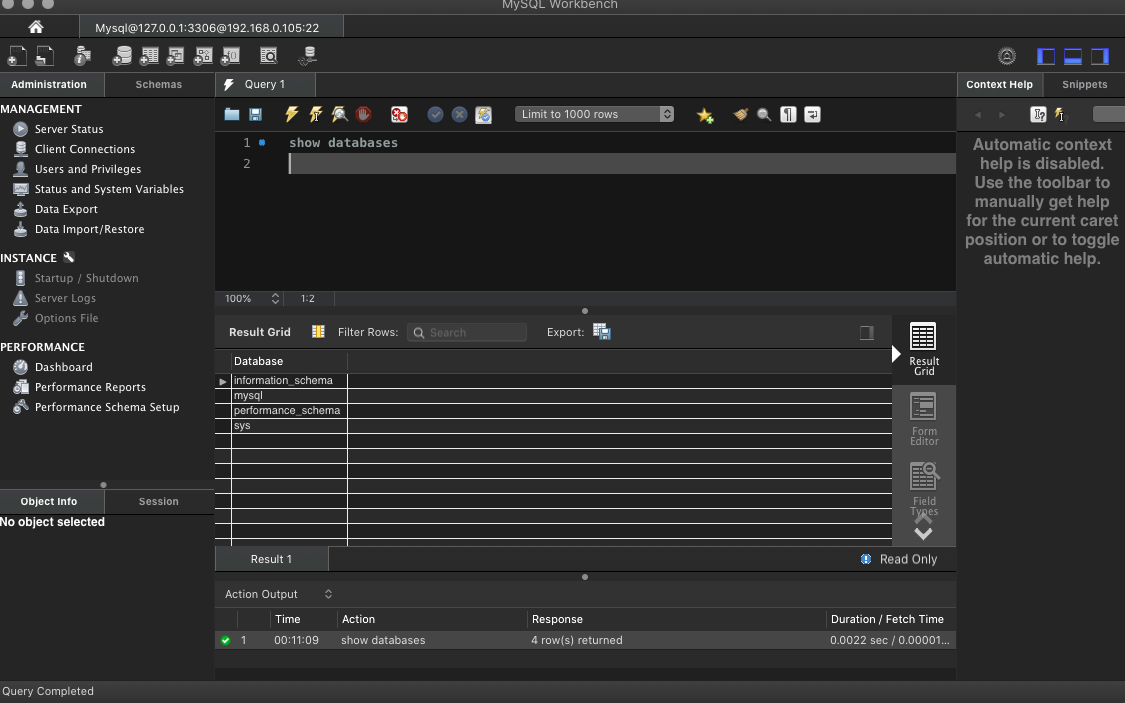 MySQL Workbench
Mysql@127.0.0.1:3306@192.168.0.105:22
Administration
Schemas
MANAGEMENT
Server Status
Client Connections
Users and Privileges
Status and System Variables
Data Export
Data Import/Restore
INSTANCE
Startup / Shutdown
Server Logs
Options File
PERFORMANCE
Dashboard
Performance Reports
Performance Schema Setup
Object Info
Session
No object selected
Query 1
Limit to 1000 rows
1 show databases
2
100% 1:2
Result Grid Filter Rows: Search Export:
Database
information_schema
mysql
performance_schema
sys
Result
Grid
Form
Editor
Field
Types
Result 1
Read Only
Action Output
Time Action Response Duration / Fetch Time
1 00:11:09 show databases 4 row(s) returned 0.0022 sec / 0.00001...
Context Help
Snippets
Automatic context
help is disabled.
Use the toolbar to
manually get help
for the current caret
position or to toggle
automatic help.
Query Completed